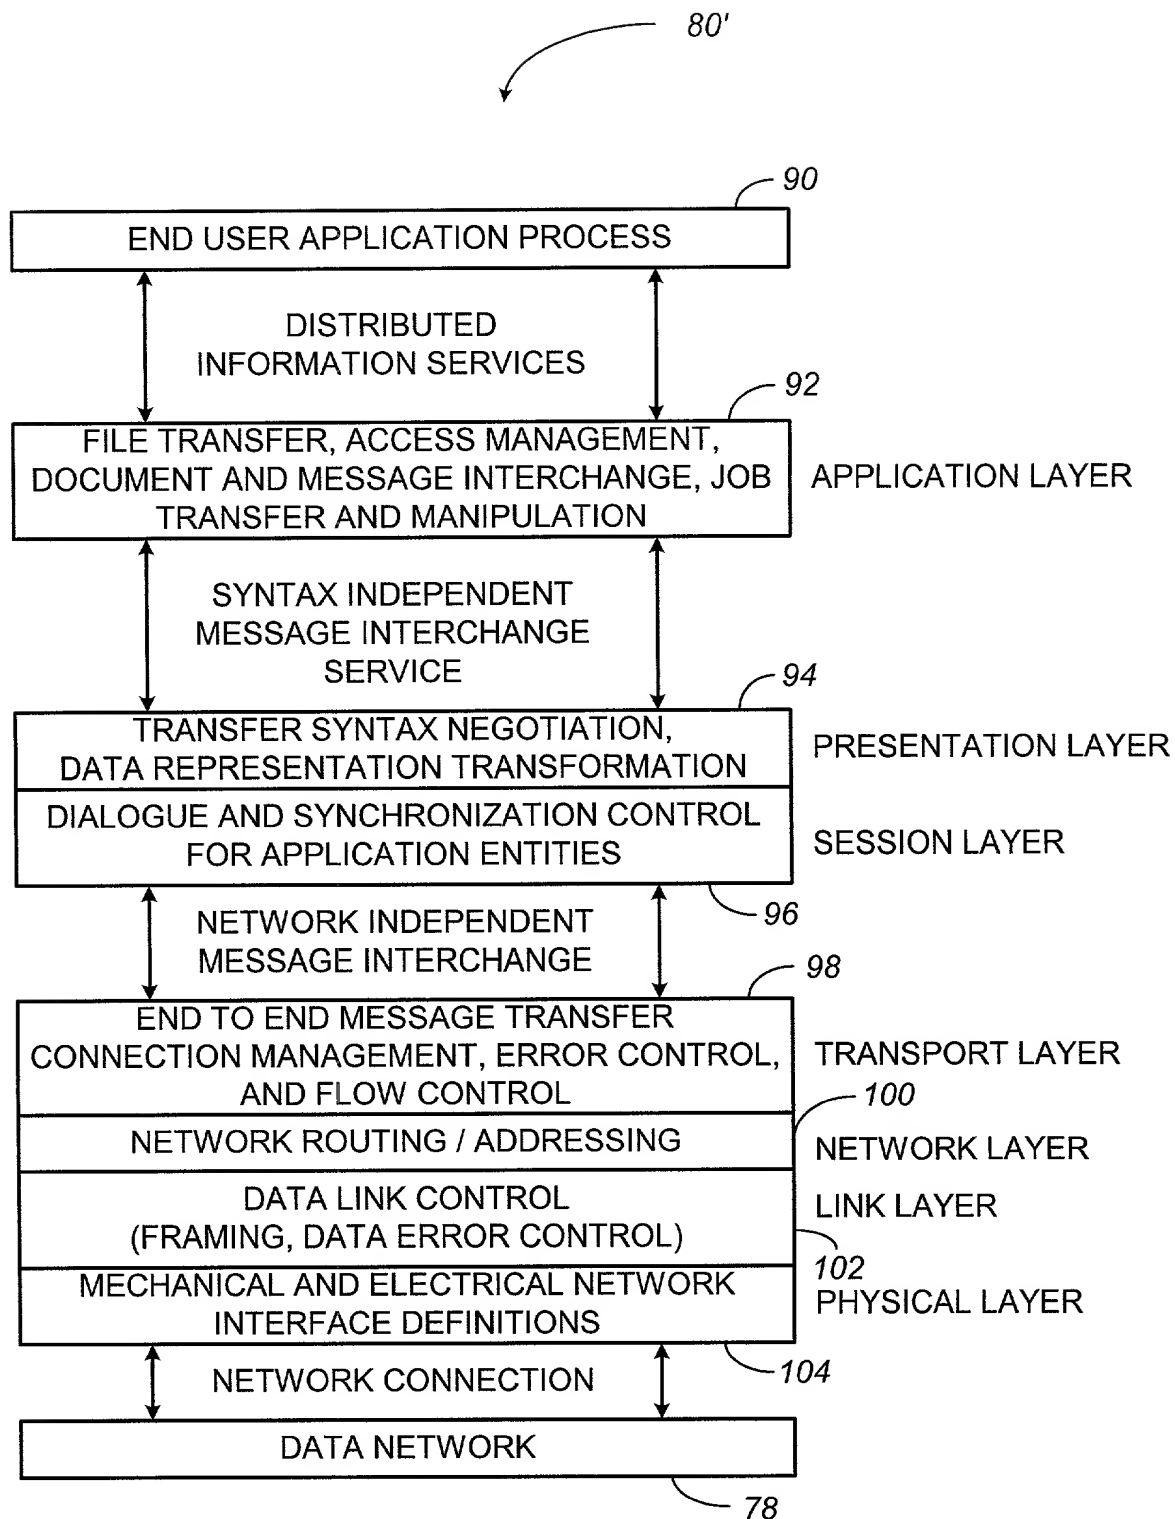 80'
90
END USER APPLICATION PROCESS
DISTRIBUTED
INFORMATION SERVICES
92
FILE TRANSFER, ACCESS MANAGEMENT,
DOCUMENT AND MESSAGE INTERCHANGE, JOB
TRANSFER AND MANIPULATION
APPLICATION LAYER
SYNTAX INDEPENDENT
MESSAGE INTERCHANGE
SERVICE
94
TRANSFER SYNTAX NEGOTIATION,
DATA REPRESENTATION TRANSFORMATION
PRESENTATION LAYER
DIALOGUE AND SYNCHRONIZATION CONTROL
FOR APPLICATION ENTITIES
SESSION LAYER
96
NETWORK INDEPENDENT
MESSAGE INTERCHANGE
98
END TO END MESSAGE TRANSFER
CONNECTION MANAGEMENT, ERROR CONTROL,
AND FLOW CONTROL
TRANSPORT LAYER
100
NETWORK ROUTING / ADDRESSING
NETWORK LAYER
DATA LINK CONTROL
(FRAMING, DATA ERROR CONTROL)
LINK LAYER
102
MECHANICAL AND ELECTRICAL NETWORK
INTERFACE DEFINITIONS
PHYSICAL LAYER
104
NETWORK CONNECTION
DATA NETWORK
78